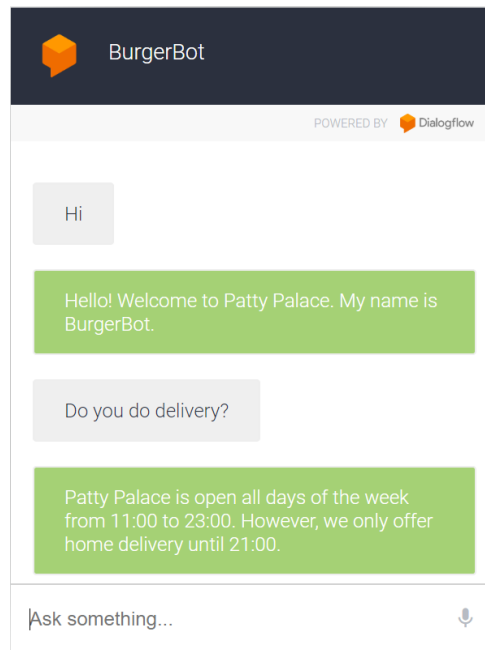 BurgerBot
POWERED BY Dialogflow
Hi
Hello! Welcome to Patty Palace. My name is
BurgerBot.
Do you do delivery?
Patty Palace is open all days of the week
from 11:00 to 23:00. However, we only offer
home delivery until 21:00.
Ask something...